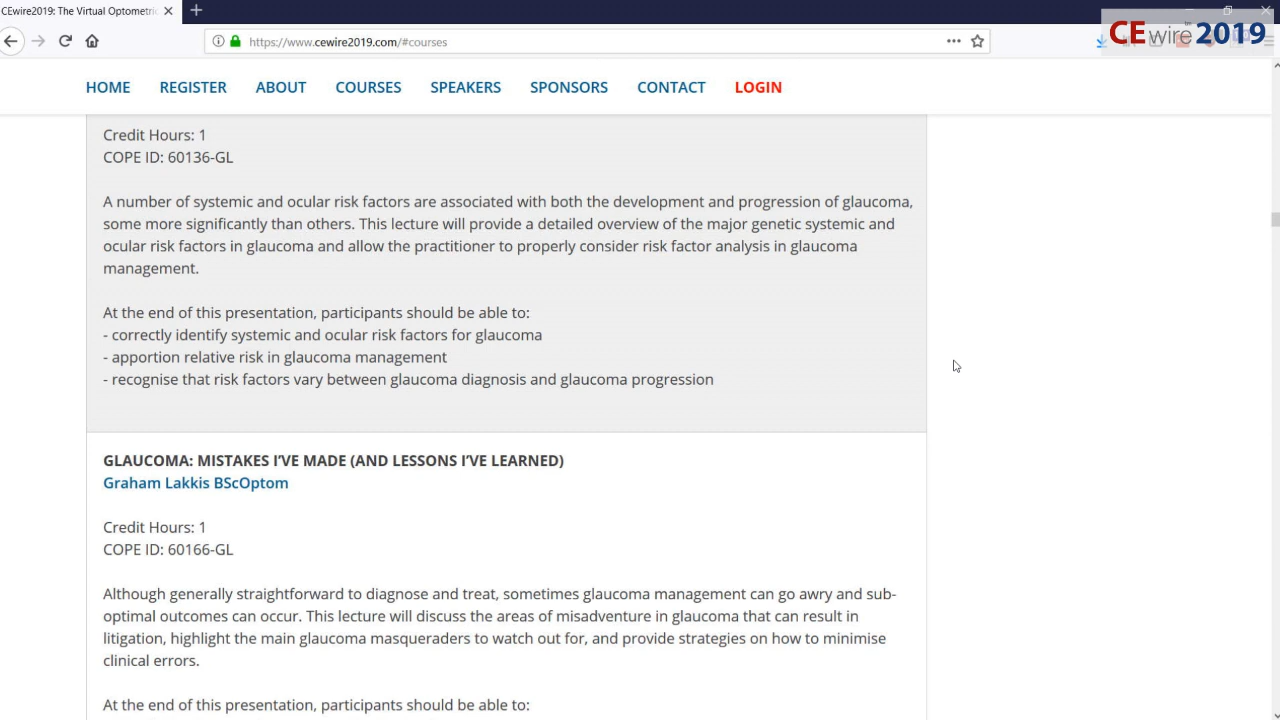 CEwire2019: The Virtual Optometric
https://www.cewire2019.com/#courses
CEwire 2019
HOME REGISTER ABOUT COURSES SPEAKERS SPONSORS CONTACT LOGIN
Credit Hours: 1
COPE ID: 60136-GL
A number of systemic and ocular risk factors are associated with both the development and progression of glaucoma,
some more significantly than others. This lecture will provide a detailed overview of the major genetic systemic and
ocular risk factors in glaucoma and allow the practitioner to properly consider risk factor analysis in glaucoma
management.
At the end of this presentation, participants should be able to:
- correctly identify systemic and ocular risk factors for glaucoma
- apportion relative risk in glaucoma management
- recognise that risk factors vary between glaucoma diagnosis and glaucoma progression
GLAUCOMA: MISTAKES I'VE MADE (AND LESSONS I'VE LEARNED)
Graham Lakkis BScOptom
Credit Hours: 1
COPE ID: 60166-GL
Although generally straightforward to diagnose and treat, sometimes glaucoma management can go awry and sub-
optimal outcomes can occur. This lecture will discuss the areas of misadventure in glaucoma that can result in
litigation, highlight the main glaucoma masqueraders to watch out for, and provide strategies on how to minimise
clinical errors.
At the end of this presentation, participants should be able to: